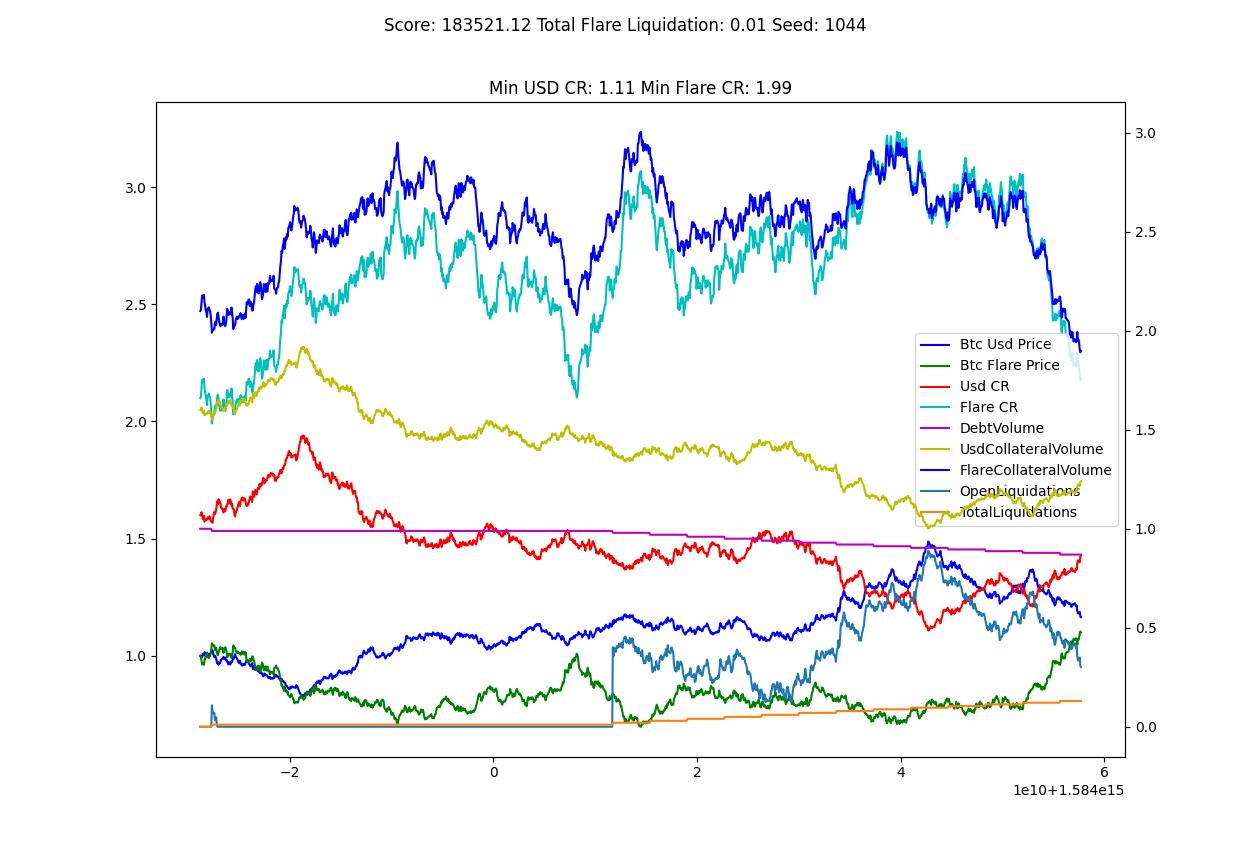 Score: 183521.12 Total Flare Liquidation: 0.01 Seed: 1044
Min USD CR: 1.11 Min Flare CR: 1.99
3.0
2.5
2.0
1.5
1.0
3.0
2.5
2.0
1.5
1.0
0.5
0.0
Btc Usd Price
Btc Flare Price
Usd CR
Flare CR
DebtVolume
UsdCollateralVolume
FlareCollateralVolume
OpenLiquidations
TotalLiquidations
−2 0 2 4 6
1e10+1.584e15